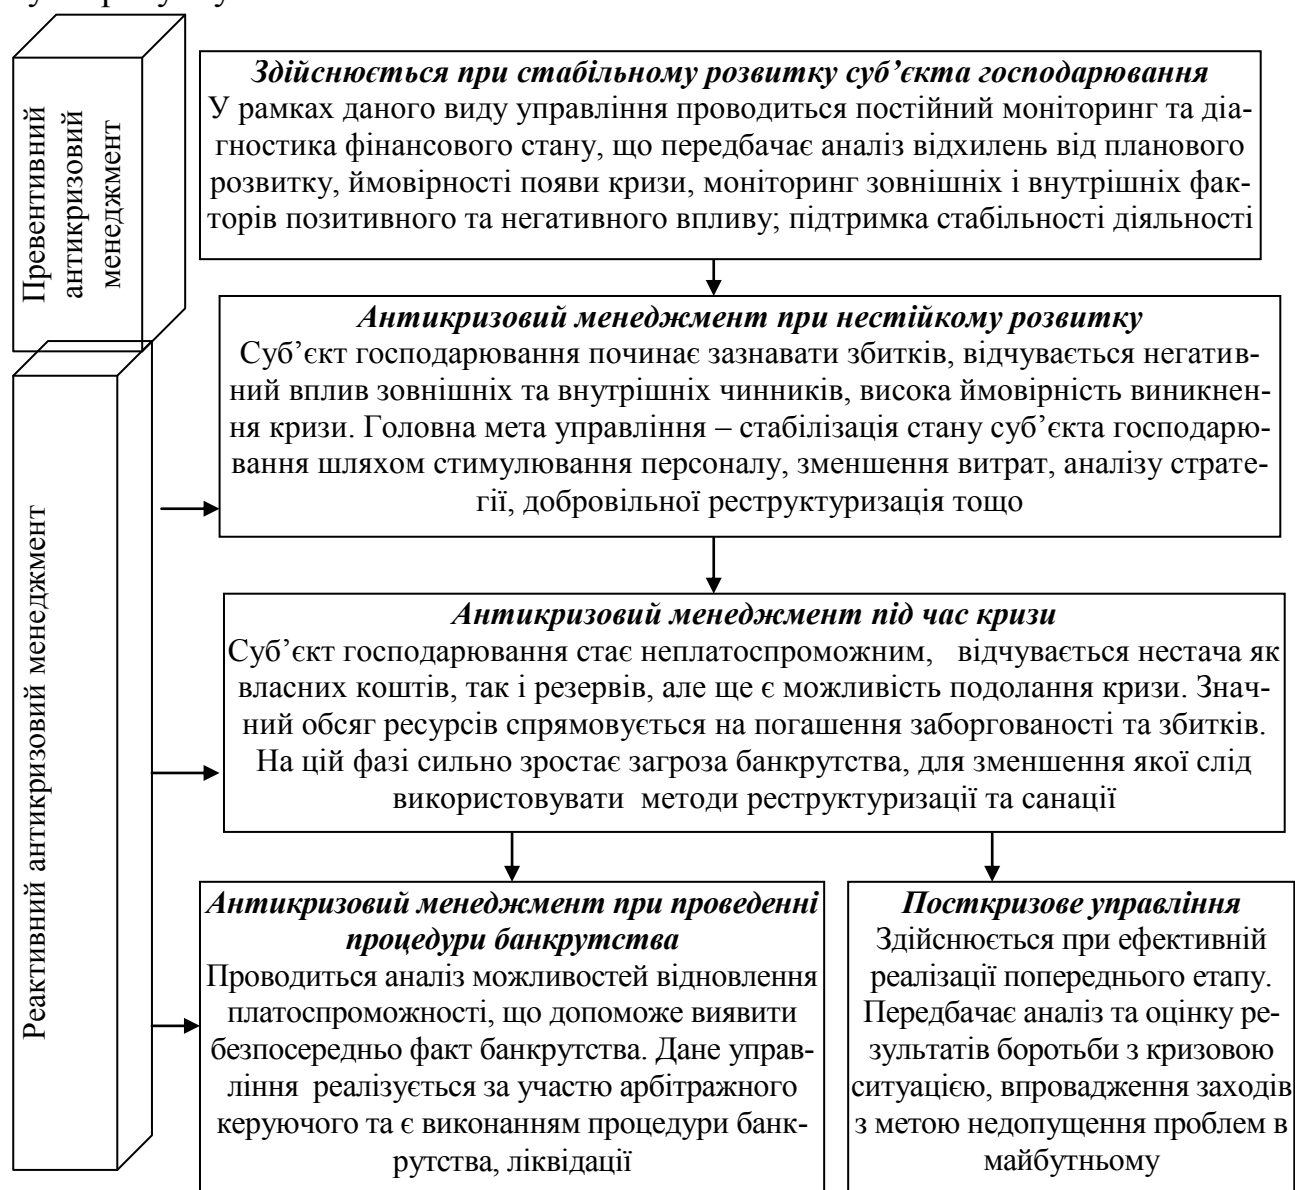 Превентивний
антикризовий
менеджмент
Здійснюється при стабільному розвитку суб’єкта господарювання
У рамках даного виду управління проводиться постійний моніторинг та діа-
гностика фінансового стану, що передбачає аналіз відхилень від планового
розвитку, ймовірності появи кризи, моніторинг зовнішніх і внутрішніх фак-
торів позитивного та негативного впливу; підтримка стабільності діяльності
Антикризовий менеджмент при нестійкому розвитку
Суб’єкт господарювання починає зазнавати збитків, відчувається негатив-
ний вплив зовнішніх та внутрішніх чинників, висока ймовірність виникнен-
ня кризи. Головна мета управління – стабілізація стану суб’єкта господарю-
вання шляхом стимулювання персоналу, зменшення витрат, аналізу страте-
гії, добровільної реструктуризація тощо
Реактивний антикризовий менеджмент
Антикризовий менеджмент під час кризи
Суб’єкт господарювання стає неплатоспроможним, відчувається нестача як
власних коштів, так і резервів, але ще є можливість подолання кризи. Знач-
ний обсяг ресурсів спрямовується на погашення заборгованості та збитків.
На цій фазі сильно зростає загроза банкрутства, для зменшення якої слід
використовувати методи реструктуризації та санації
Антикризовий менеджмент при проведенні
процедури банкрутства
Проводиться аналіз можливостей відновлення
платоспроможності, що допоможе виявити
безпосередньо факт банкрутства. Дане управ-
ління реалізується за участю арбітражного
керуючого та є виконанням процедури банк-
рутства, ліквідації
Посткризове управління
Здійснюється при ефективній
реалізації попереднього етапу.
Передбачає аналіз та оцінку ре-
зультатів боротьби з кризовою
ситуацією, впровадження заходів
з метою недопущення проблем в
майбутньому